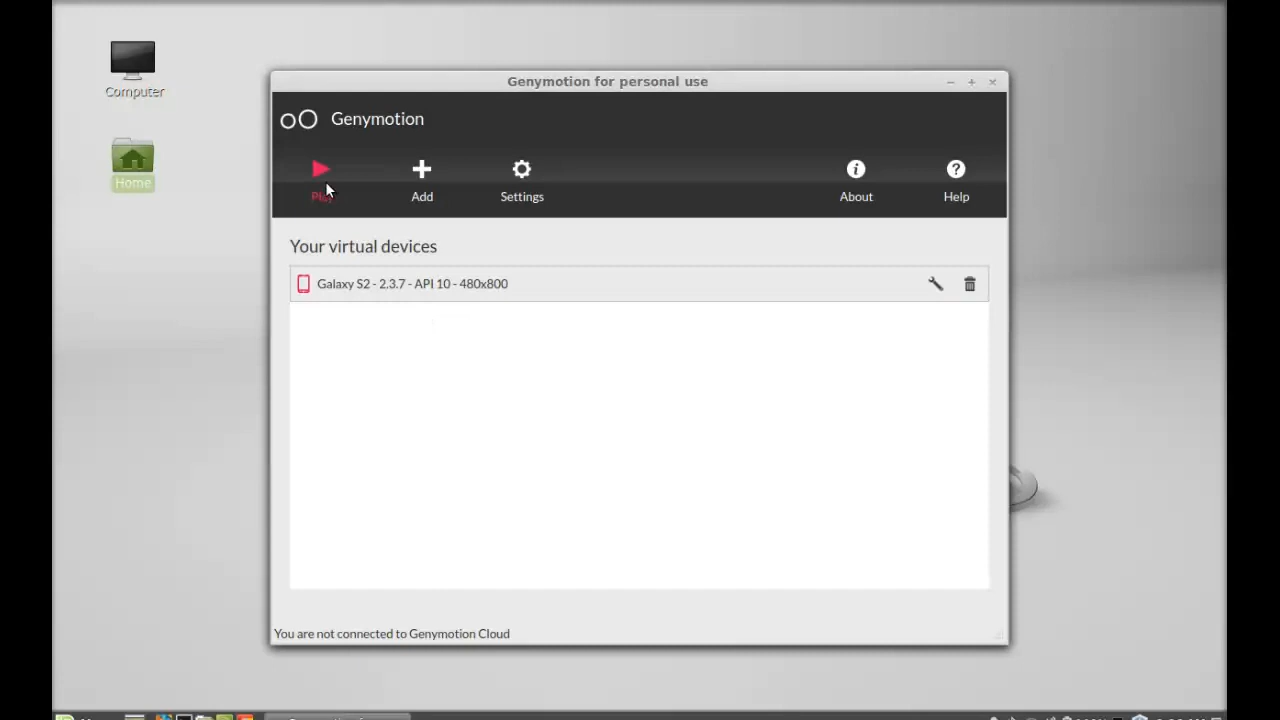 Computer
Home
Genymotion for personal use
Genymotion
Play
Add
Settings
About
Help
Your virtual devices
Galaxy S2 - 2.3.7 - API 10 - 480x800
You are not connected to Genymotion Cloud